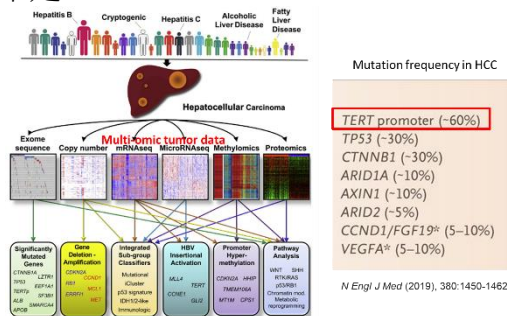 Hepatitis B
Cryptogenic
Hepatitis C
Alcoholic
Liver Disease
Fatty
Liver
Disease
Hepatocellular Carcinoma
Multi-omic tumor data
Exome
sequence
Copy number
mRNAseq
MicroRNAseq
Methylomics
Proteomics
Significantly
Mutated
Genes
CTNNB1
LZTR1
TP53
EEF1A1
TERTp
SF3B1
ALB
SMARCA4
APOB
Gene
Deletion -
Amplification
CDKN2A
CCND1
RB1
MCL1
ERRFI1
MET
Integrated
Sub-group
Classifiers
Mutational
iCluster
p53 signature
IDH1/2-like
Immunologic
HBV
Insertional
Activation
MLL4
TERT
CCNE1
GLI2
Promoter
Hyper-
methylation
CDKN2A HHIP
TMEM106A
MT1M CPS1
Pathway
Analysis
WNT SHH
RTK/RAS
p53/RB1
Chromatin mod.
Metabolic
reprogramming
Mutation frequency in HCC
TERT promoter (~60%)
TP53 (~30%)
CTNNB1 (~30%)
ARID1A (~10%)
AXIN1 (~10%)
ARID2 (~5%)
CCND1/FGF19* (5–10%)
VEGFA* (5–10%)
N Engl J Med (2019), 380:1450-1462